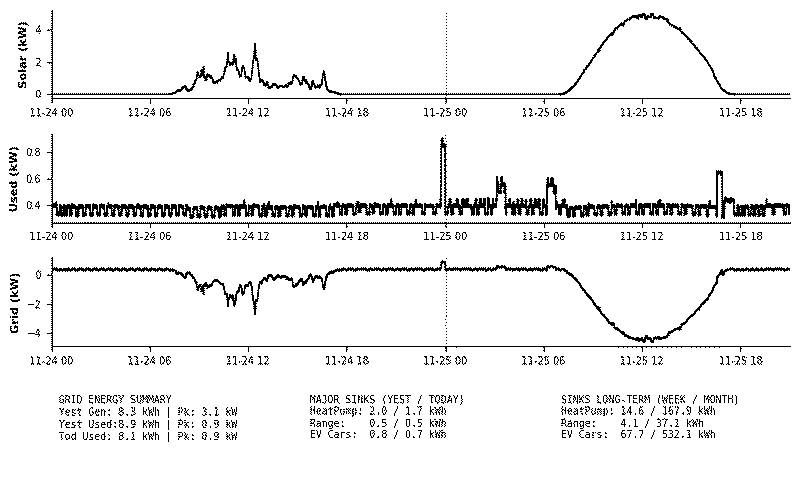 Solar (kW)
4
2
0
11-24 00 11-24 06 11-24 12 11-24 18 11-25 00 11-25 06 11-25 12 11-25 18
Used (kW)
0.8
0.6
0.4
11-24 00 11-24 06 11-24 12 11-24 18 11-25 00 11-25 06 11-25 12 11-25 18
Grid (kW)
0
−2
−4
11-24 00 11-24 06 11-24 12 11-24 18 11-25 00 11-25 06 11-25 12 11-25 18
GRID ENERGY SUMMARY
Yest Gen: 8.3 kWh | Pk: 3.1 kW
Yest Used:8.9 kWh | Pk: 0.9 kW
Tod Used: 8.1 kWh | Pk: 0.9 kW
MAJOR SINKS (YEST / TODAY)
HeatPump: 2.0 / 1.7 kWh
Range: 0.5 / 0.5 kWh
EV Cars: 0.8 / 0.7 kWh
SINKS LONG-TERM (WEEK / MONTH)
HeatPump: 14.6 / 167.9 kWh
Range: 4.1 / 37.1 kWh
EV Cars: 67.7 / 532.1 kWh